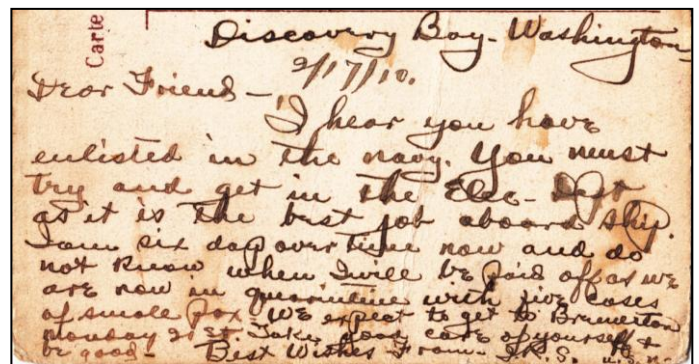 Carte
Discovery Bay - Washington
2/17/10.
Dear Friend -
I hear you have
enlisted in the navy. You must
try and get in the Elec- Dept
as it is the best job aboard ship.
I am six day over time now and do
not know when I will be paid off as we
are now in quarintine with five cases
of small pox. We expect to get to Bremerton
monday 21st. Take good care of yourself &
be good - Best Wishes From